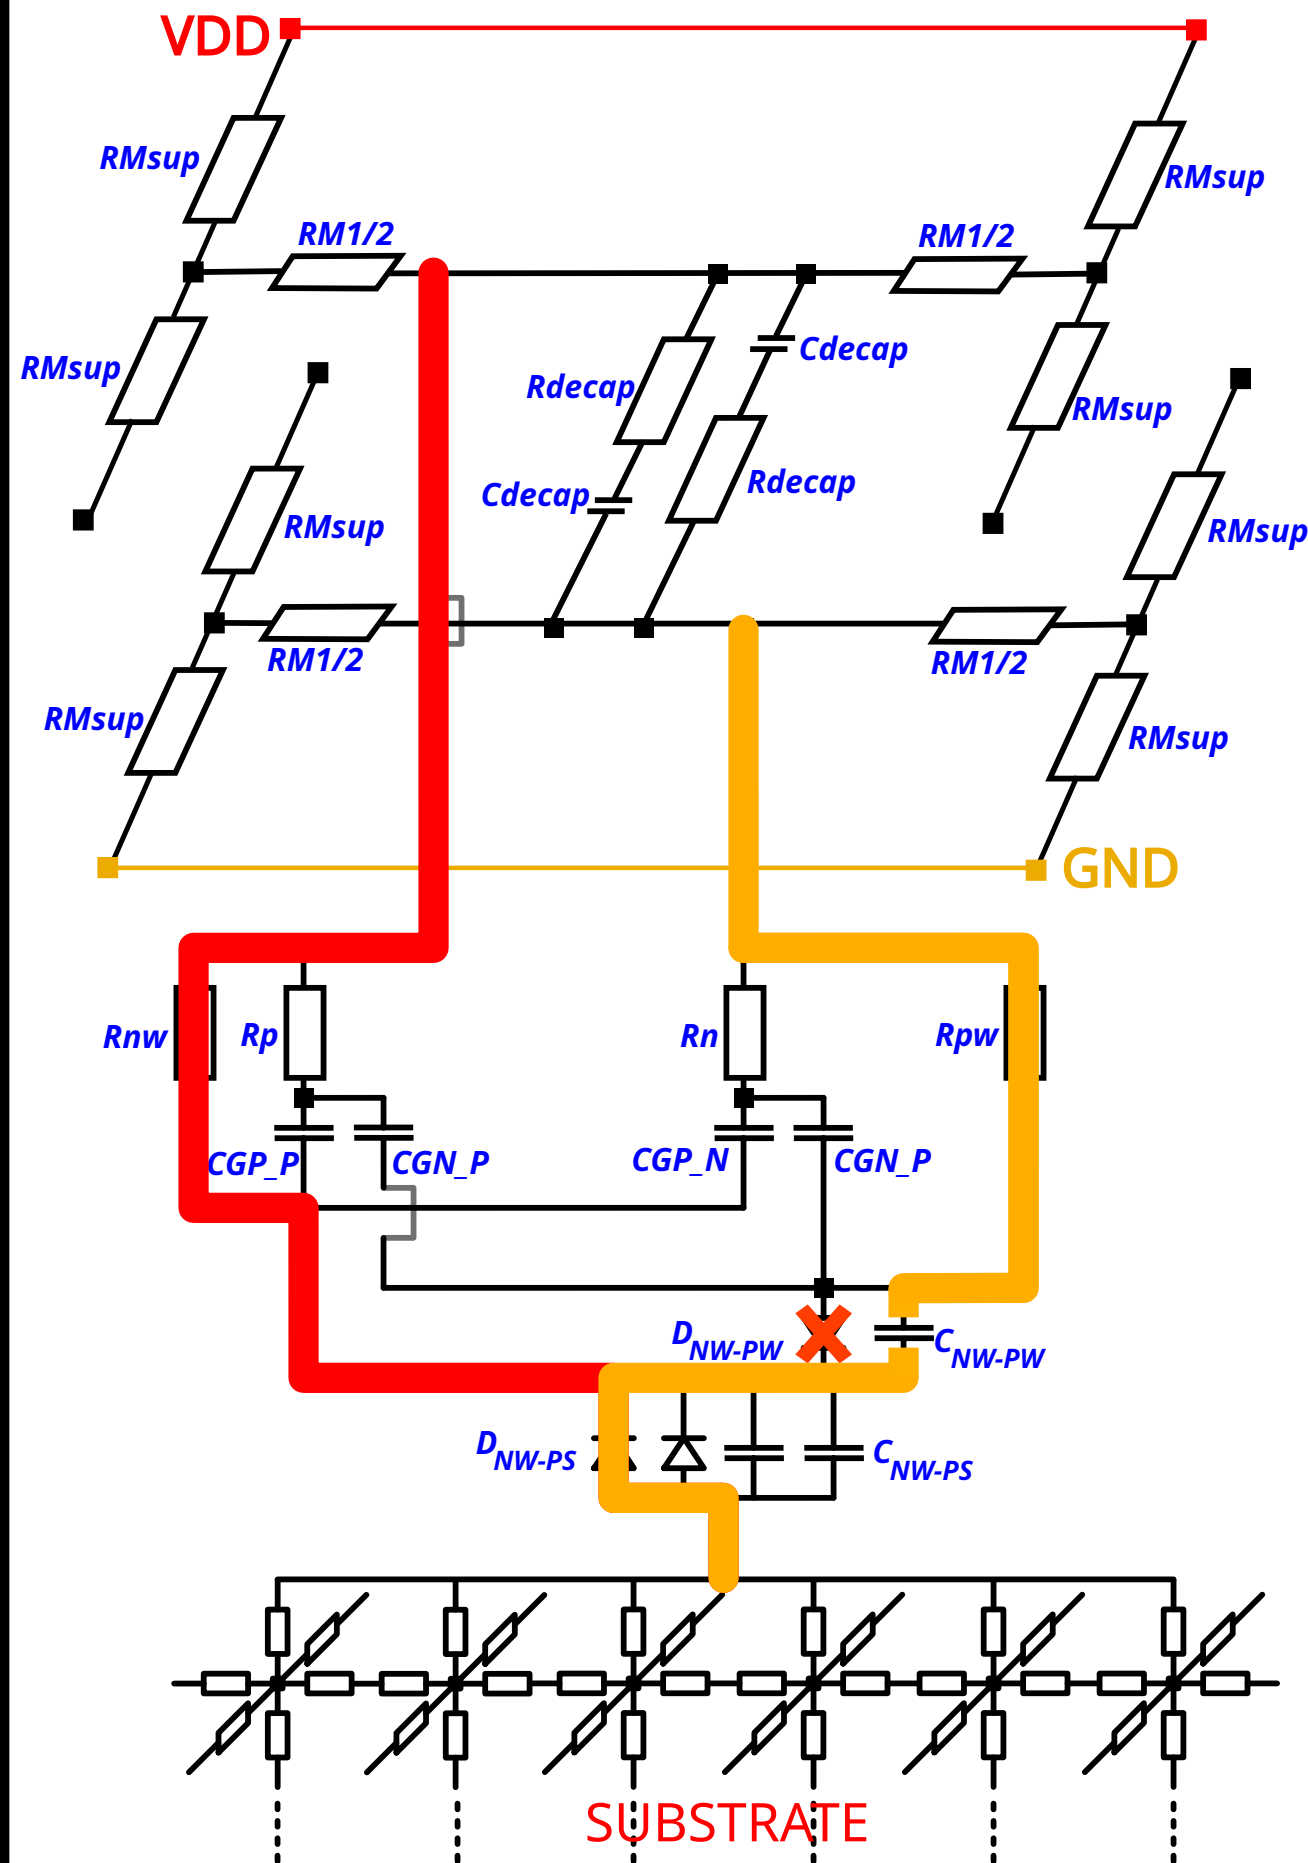 VDD
RMsup
RMsup
RM1/2
RM1/2
Cdecap
RMsup
Rdecap
RMsup
Rdecap
Cdecap
RMsup
RMsup
RM1/2
RM1/2
RMsup
RMsup
GND
Rnw
Rp
Rn
Rpw
CGP_P
CGN_P
CGP_N
CGN_P
DNW-PW
CNW-PW
DNW-PS
CNW-PS
SUBSTRATE